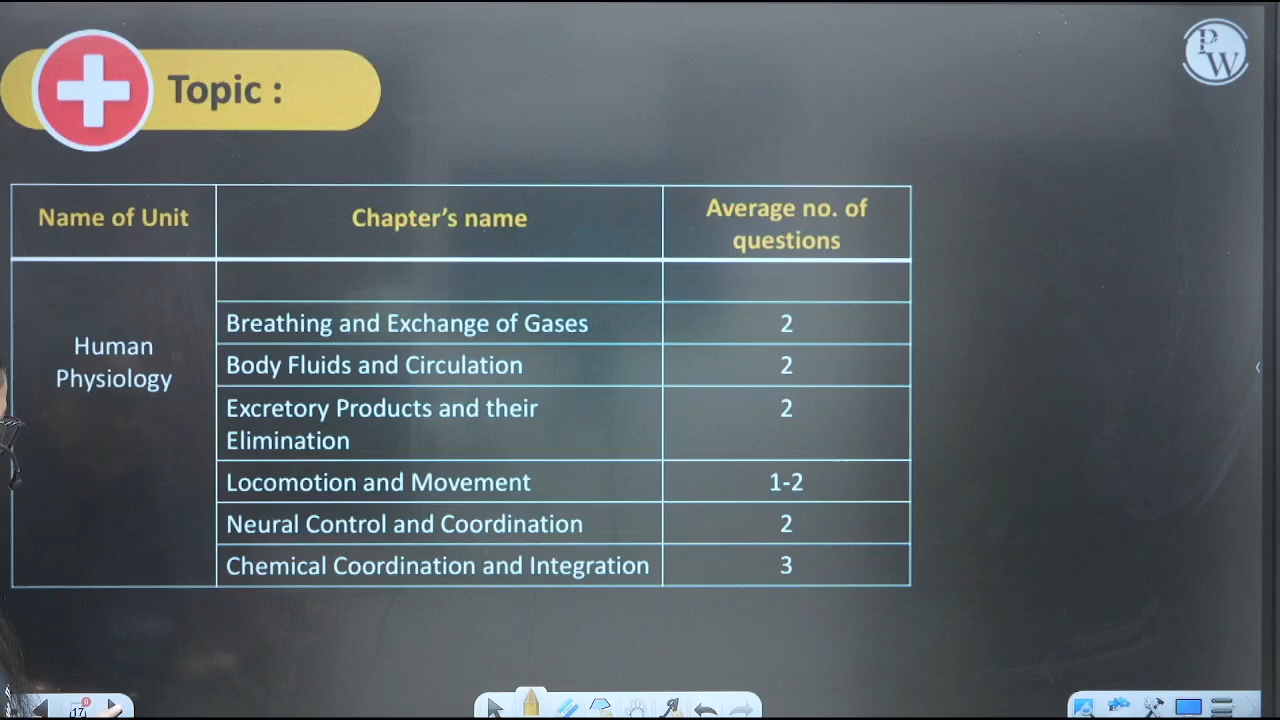 Topic :
PW
Name of Unit
Chapter's name
Average no. of
questions
Human
Physiology
Breathing and Exchange of Gases
2
Body Fluids and Circulation
2
Excretory Products and their
Elimination
2
Locomotion and Movement
1-2
Neural Control and Coordination
2
Chemical Coordination and Integration
3
17